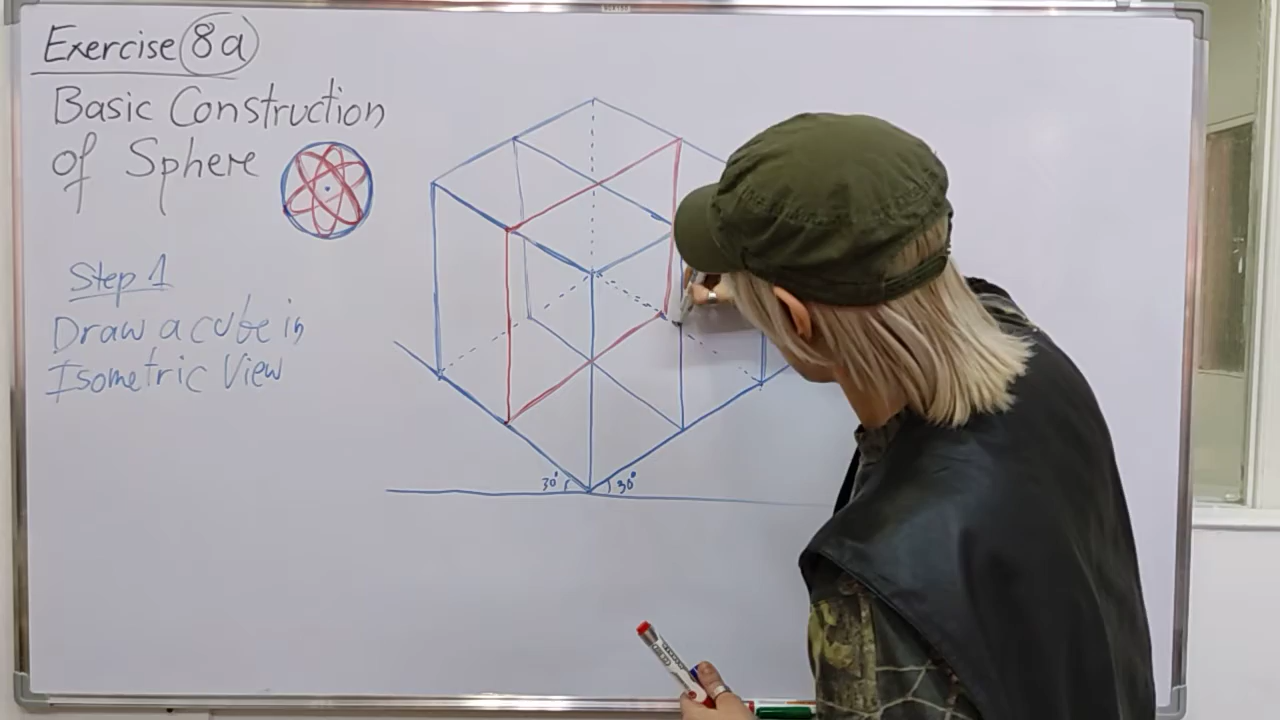 Exercise 8a
Basic Construction
of Sphere
Step 1
Draw a cube in
Isometric View
30° 30°